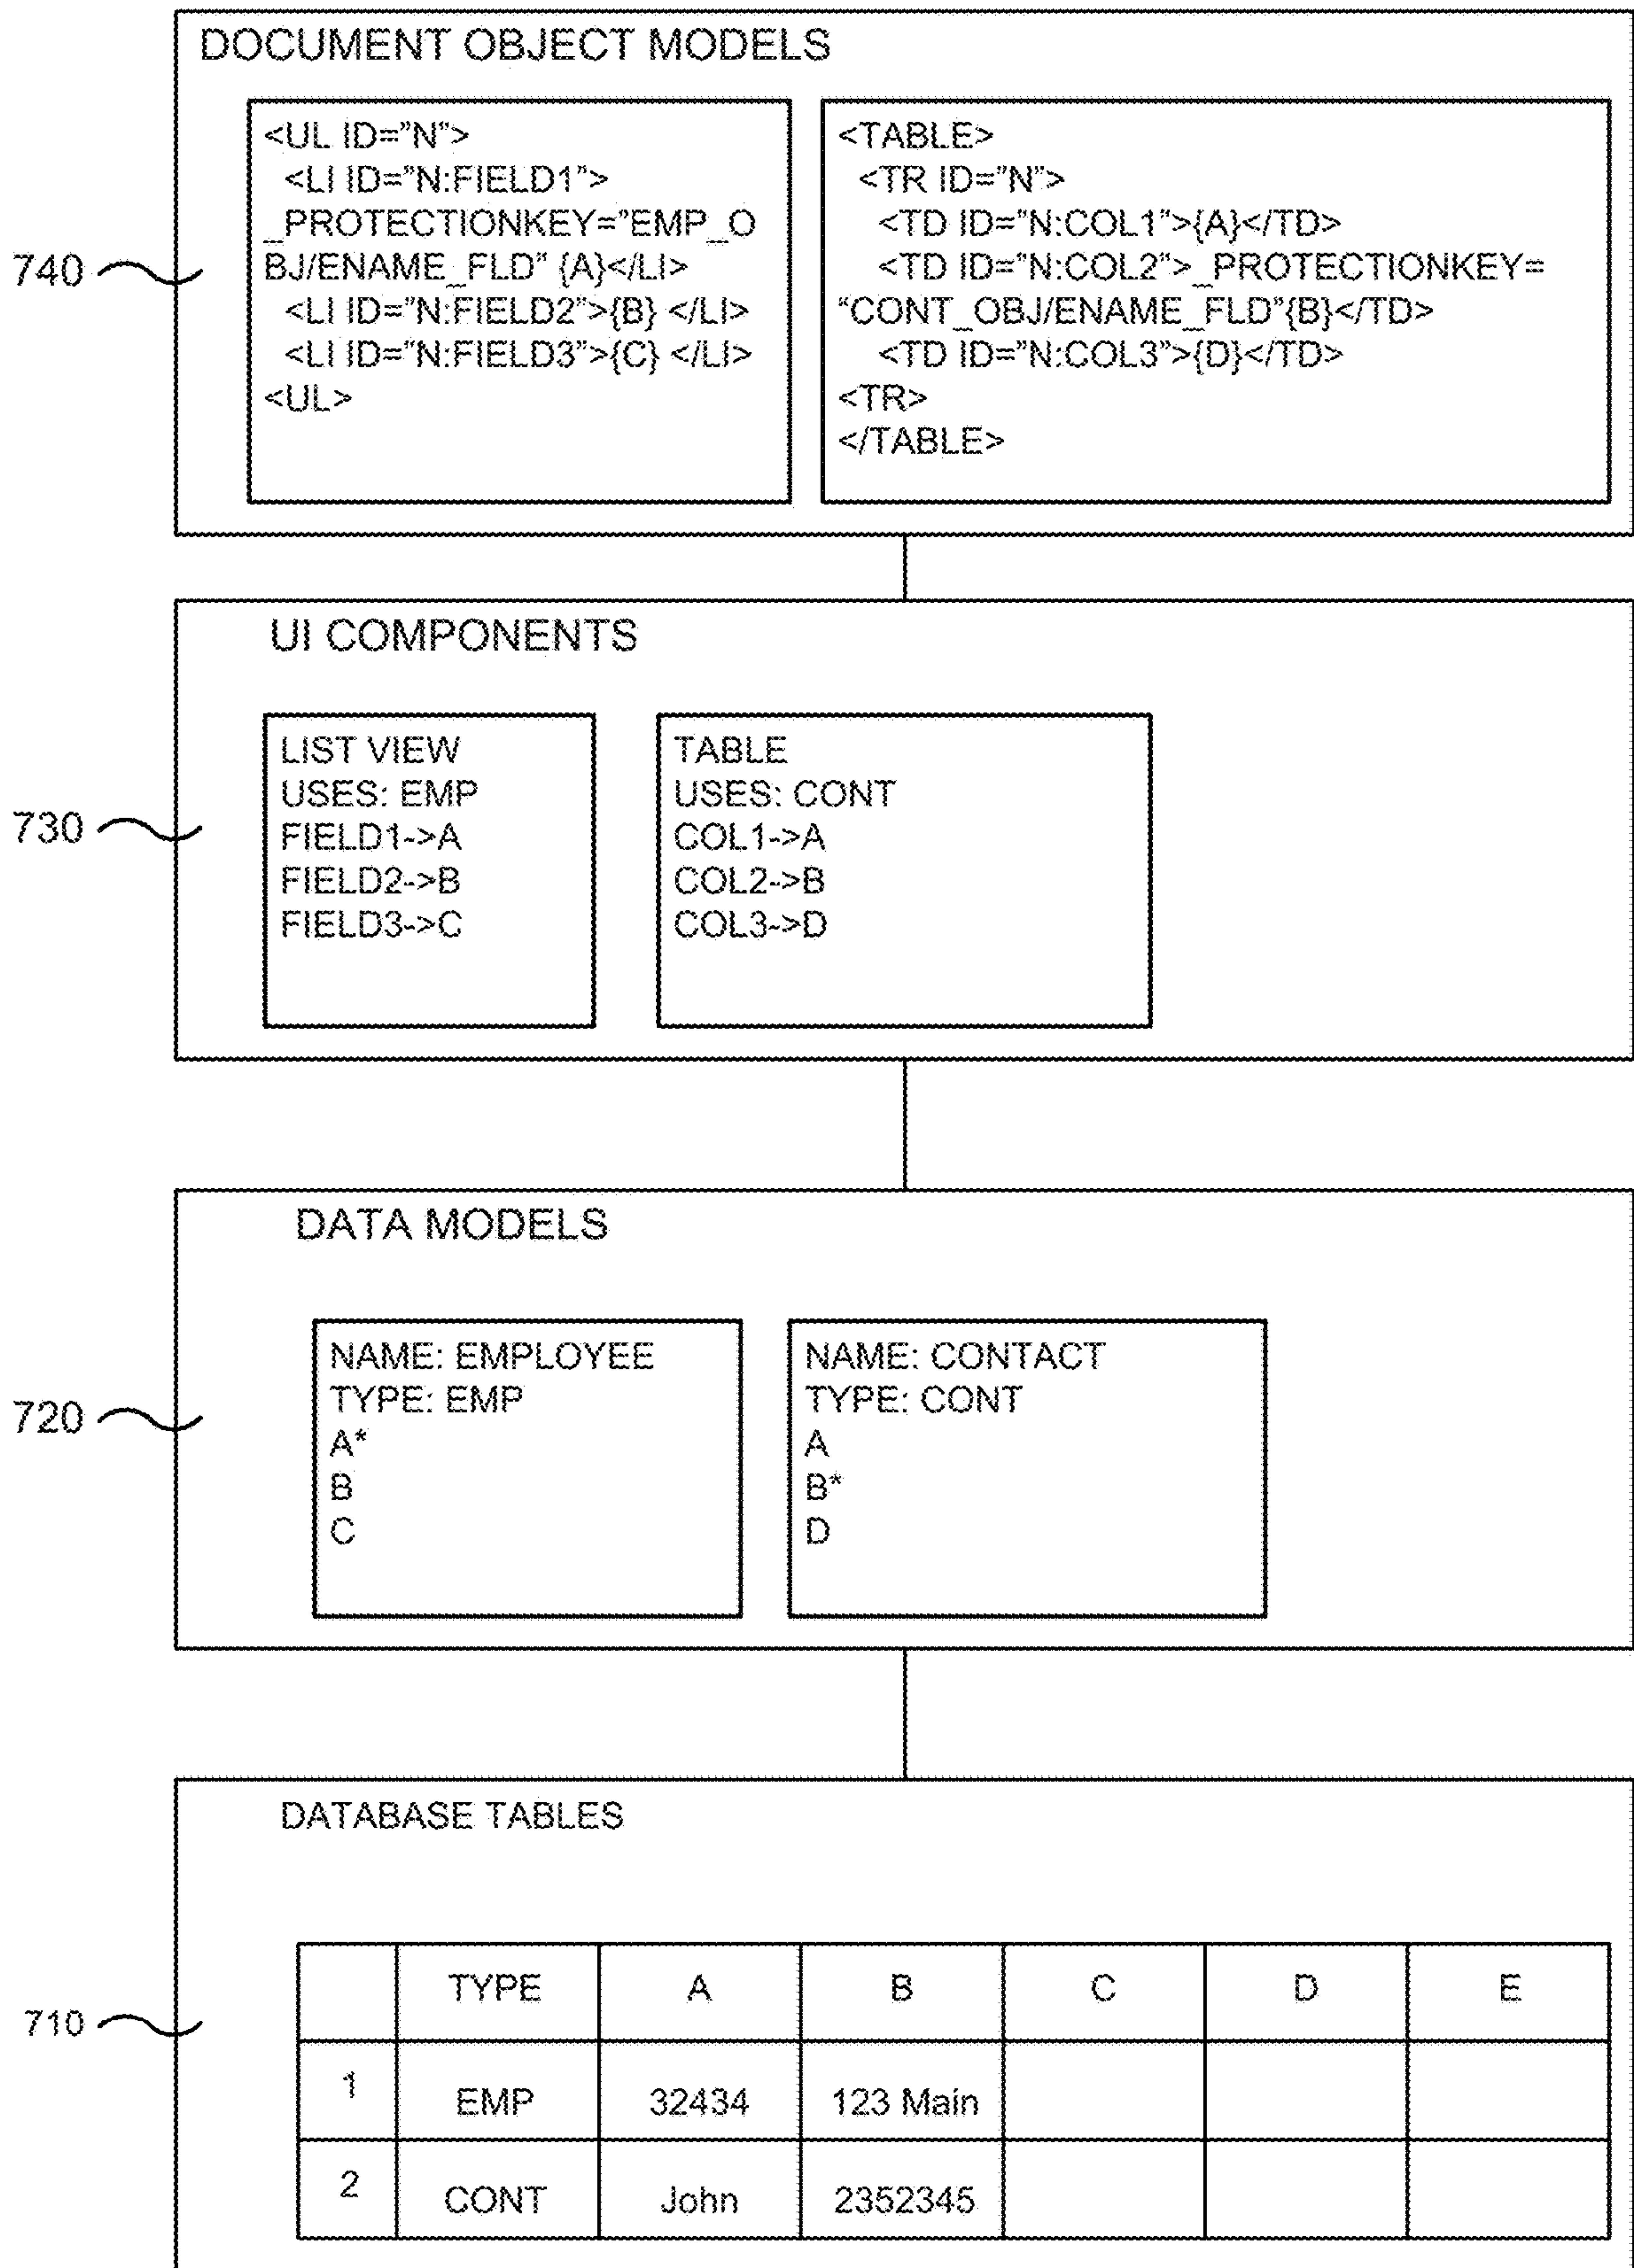 DOCUMENT OBJECT MODELS
<UL ID=”N”>
<LI ID=”N:FIELD1”>
_PROTECTIONKEY=”EMP_O
BJ/ENAME_FLD” {A}</LI>
<LI ID=”N:FIELD2”>{B} </LI>
<LI ID=”N:FIELD3”>{C} </LI>
<UL>
<TABLE>
<TR ID=”N”>
<TD ID=”N:COL1”>{A}</TD>
<TD ID=”N:COL2”>_PROTECTIONKEY=
“CONT_OBJ/ENAME_FLD”{B}</TD>
<TD ID=”N:COL3”>{D}</TD>
<TR>
</TABLE>
740
UI COMPONENTS
LIST VIEW
USES: EMP
FIELD1->A
FIELD2->B
FIELD3->C
TABLE
USES: CONT
COL1->A
COL2->B
COL3->D
730
DATA MODELS
NAME: EMPLOYEE
TYPE: EMP
A*
B
C
NAME: CONTACT
TYPE: CONT
A
B*
D
720
DATABASE TABLES
TYPE A B C D E
1 EMP 32434 123 Main
2 CONT John 2352345
710